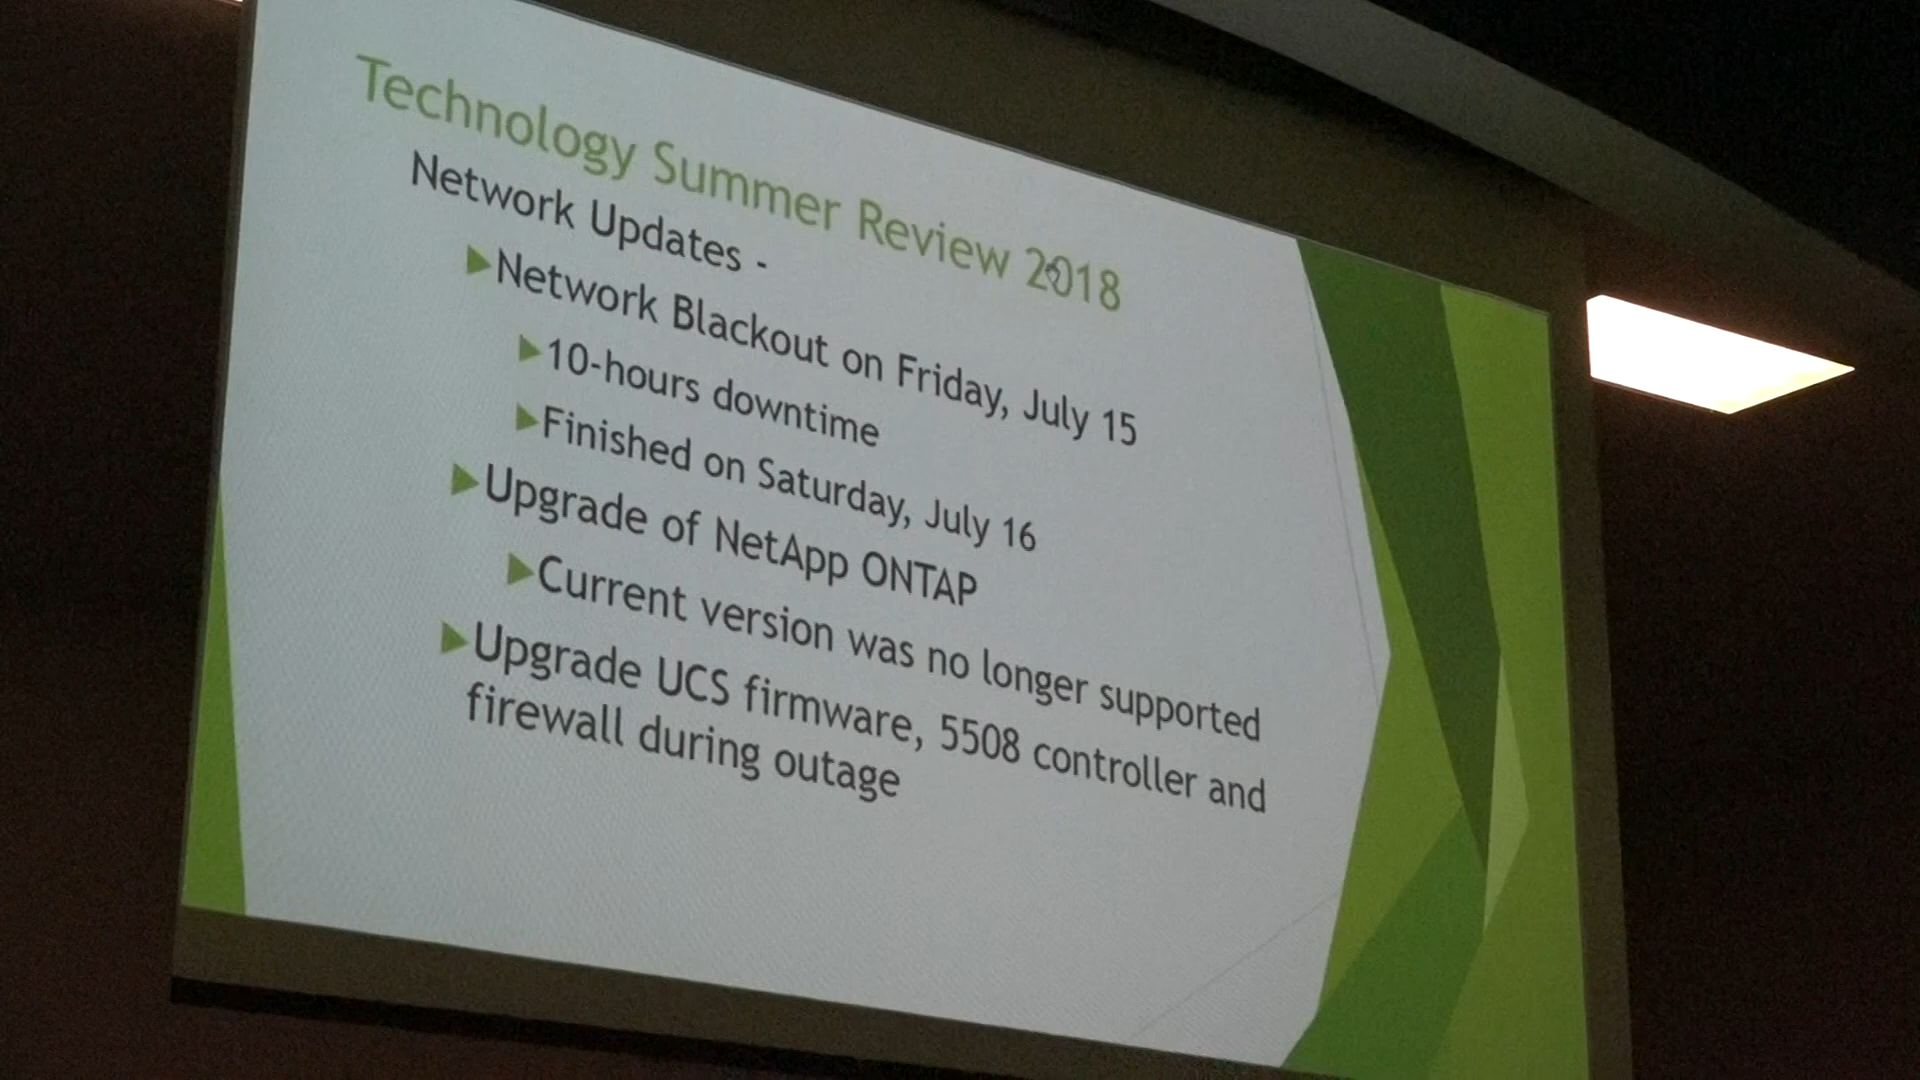 Technology Summer Review 2018
Network Updates -
Network Blackout on Friday, July 15
10-hours downtime
Finished on Saturday, July 16
Upgrade of NetApp ONTAP
Current version was no longer supported
Upgrade UCS firmware, 5508 controller and
firewall during outage